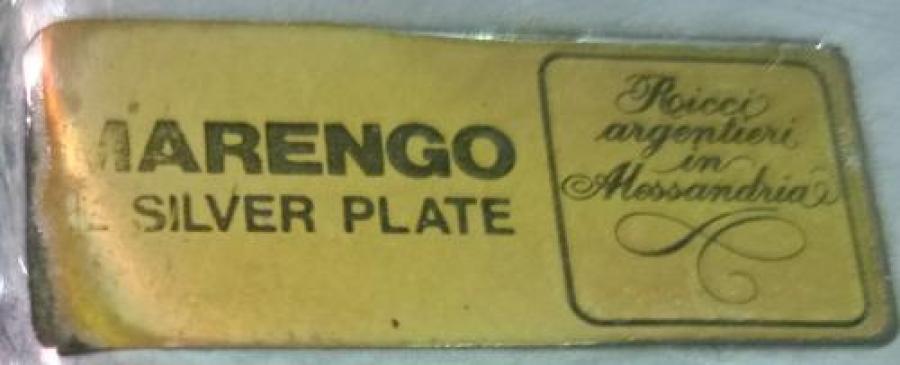 MARENGO
E SILVER PLATE
Ricci
argentieri
in
Alessandria